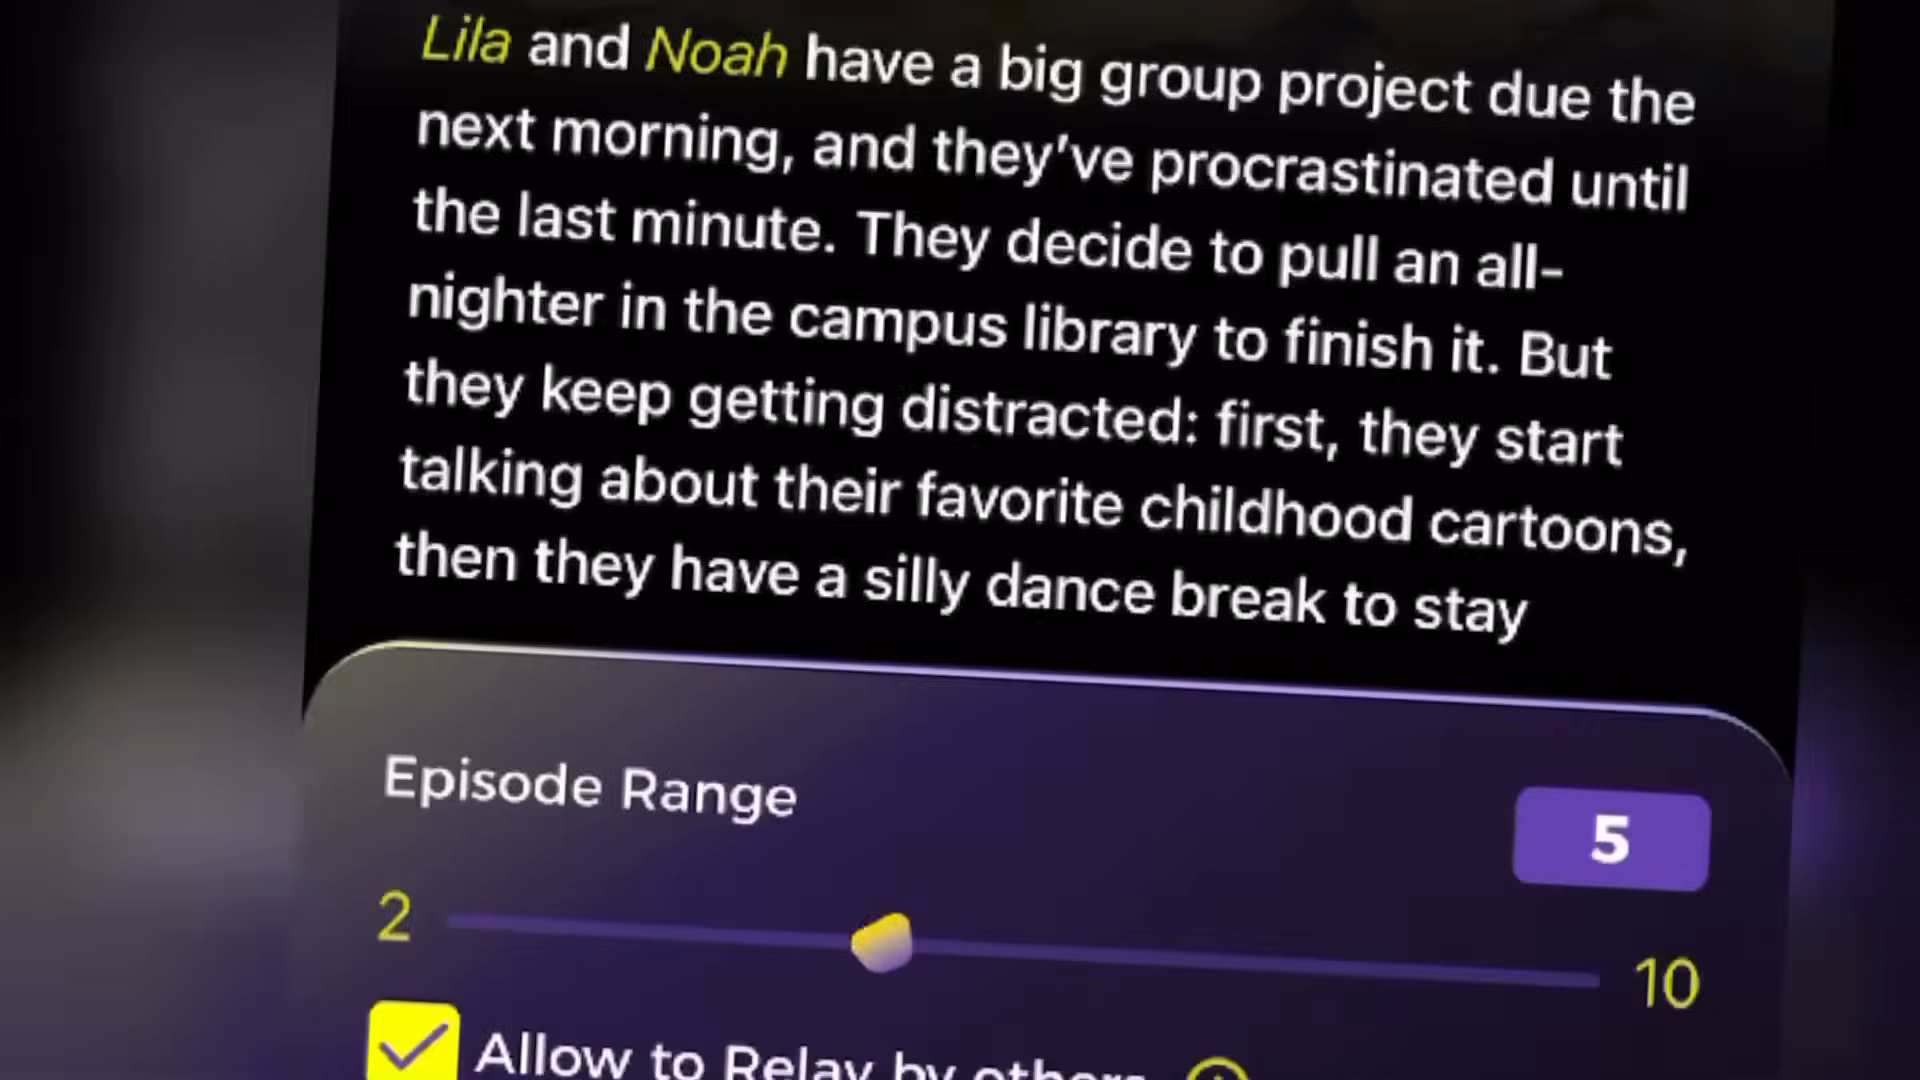 Lila and Noah have a big group project due the
next morning, and they’ve procrastinated until
the last minute. They decide to pull an all-
nighter in the campus library to finish it. But
they keep getting distracted: first, they start
talking about their favorite childhood cartoons,
then they have a silly dance break to stay
Episode Range
5
2
10
Allow to Relay by others